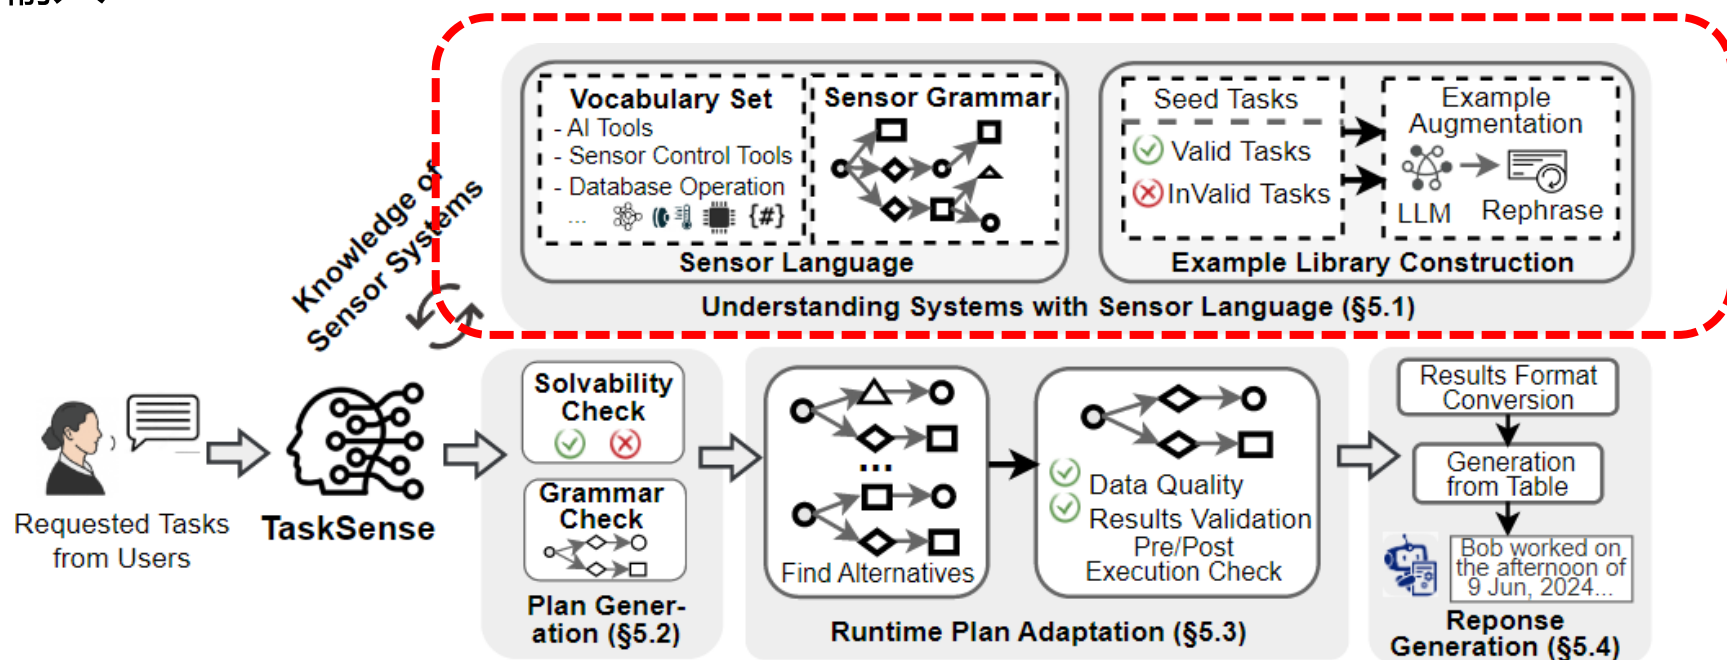 Vocabulary Set
- AI Tools
- Sensor Control Tools
- Database Operation
...
{#}
Sensor Grammar
Sensor Language
Seed Tasks
Valid Tasks
InValid Tasks
Example
Augmentation
LLM
Rephrase
Example Library Construction
Understanding Systems with Sensor Language (§5.1)
Knowledge of
Sensor Systems
Requested Tasks
from Users
TaskSense
Solvability
Check
Grammar
Check
Plan Gener-
ation (§5.2)
...
Find Alternatives
Data Quality
Results Validation
Pre/Post
Execution Check
Runtime Plan Adaptation (§5.3)
Results Format
Conversion
Generation
from Table
Bob worked on
the afternoon of
9 Jun, 2024...
Reponse
Generation (§5.4)